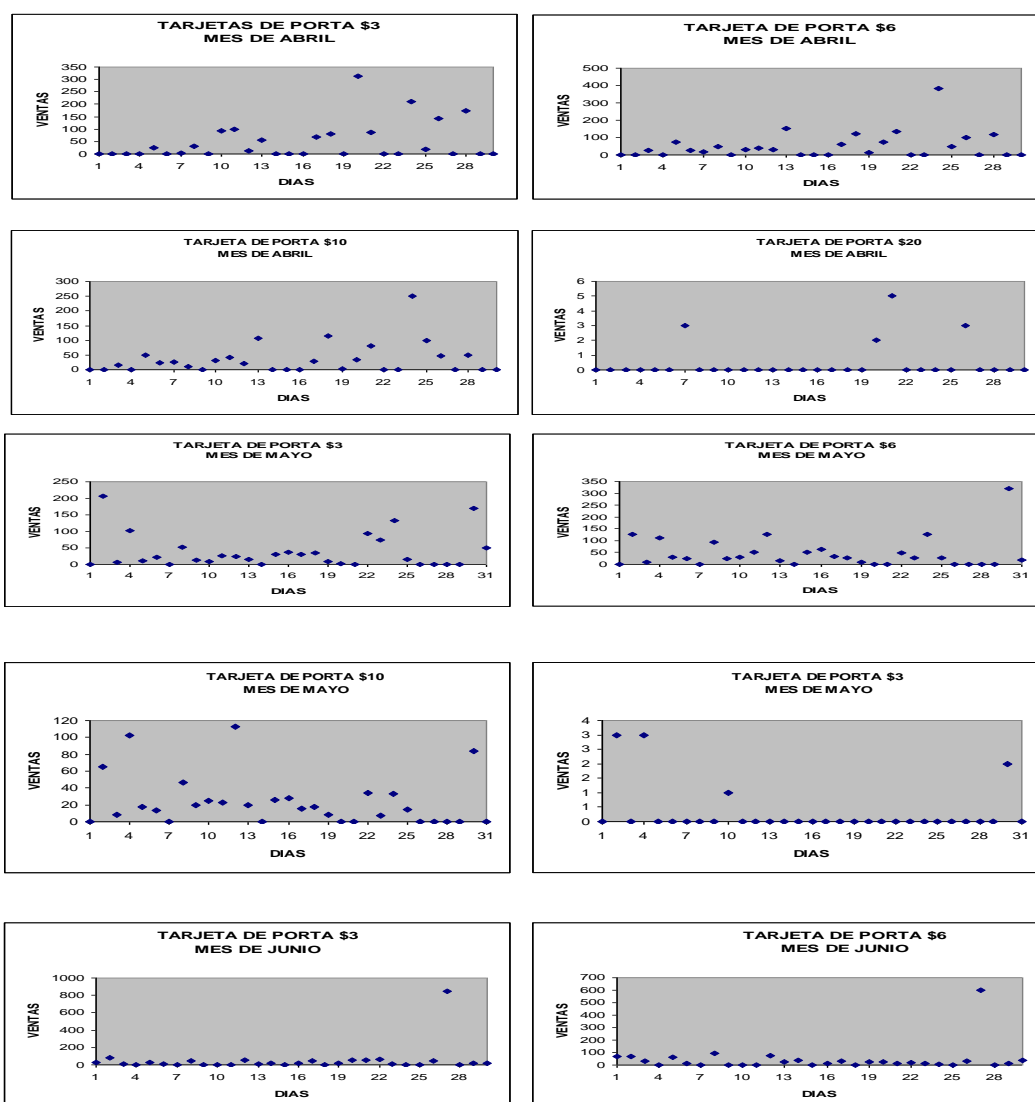 TARJETAS DE PORTA $3
MES DE ABRIL
VENTAS
350
300
250
200
150
100
50
0
1 4 7 10 13 16 19 22 25 28
DIAS
TARJETA DE PORTA $6
MES DE ABRIL
VENTAS
500
400
300
200
100
0
1 4 7 10 13 16 19 22 25 28
DIAS
TARJETA DE PORTA $10
MES DE ABRIL
VENTAS
300
250
200
150
100
50
0
1 4 7 10 13 16 19 22 25 28
DIAS
TARJETA DE PORTA $20
MES DE ABRIL
VENTAS
6
5
4
3
2
1
0
1 4 7 10 13 16 19 22 25 28
DIAS
TARJETA DE PORTA $3
MES DE MAYO
VENTAS
250
200
150
100
50
0
1 4 7 10 13 16 19 22 25 28 31
DIAS
TARJETA DE PORTA $6
MES DE MAYO
VENTAS
350
300
250
200
150
100
50
0
1 4 7 10 13 16 19 22 25 28 31
DIAS
TARJETA DE PORTA $10
MES DE MAYO
VENTAS
120
100
80
60
40
20
0
1 4 7 10 13 16 19 22 25 28 31
DIAS
TARJETA DE PORTA $3
MES DE MAYO
VENTAS
4
3
3
2
2
1
1
0
1 4 7 10 13 16 19 22 25 28 31
DIAS
TARJETA DE PORTA $3
MES DE JUNIO
VENTAS
1000
800
600
400
200
0
1 4 7 10 13 16 19 22 25 28
DIAS
TARJETA DE PORTA $6
MES DE JUNIO
VENTAS
700
600
500
400
300
200
100
0
1 4 7 10 13 16 19 22 25 28
DIAS